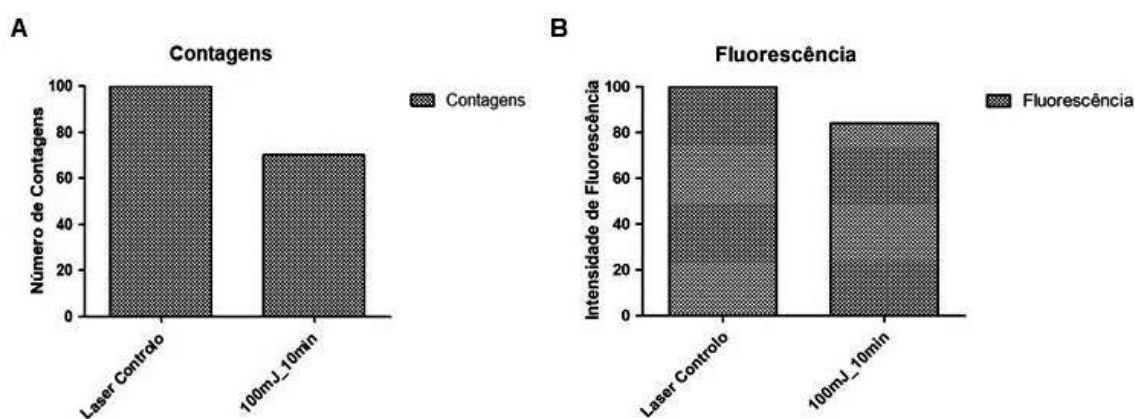 A
Contagens
Número de Contagens
100
80
60
40
20
0
Laser Controlo
100mJ_10min
Contagens
B
Fluorescência
Intensidade de Fluorescência
100
80
60
40
20
0
Laser Controlo
100mJ_10min
Fluorescência